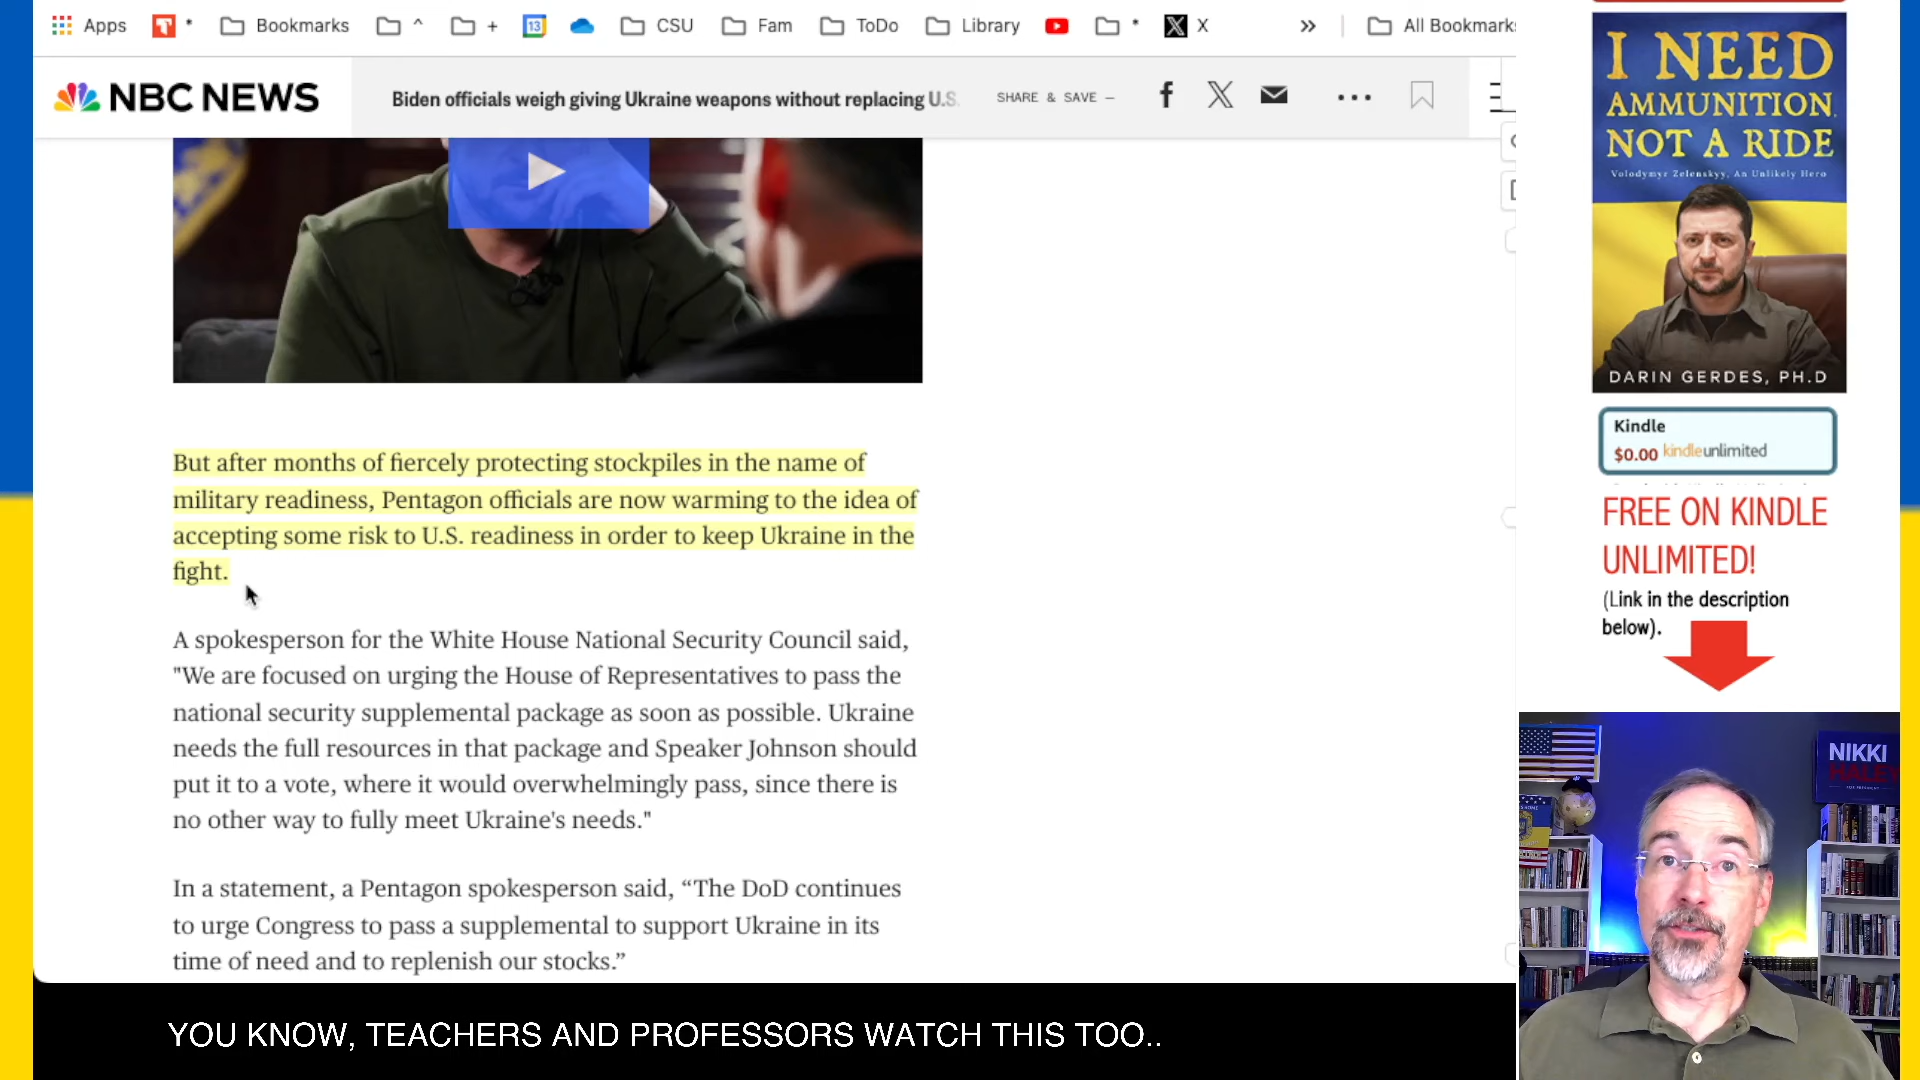 Apps
*
Bookmarks
^
+
13
CSU
Fam
ToDo
Library
*
X
»
All Bookmarks
NBC NEWS
Biden officials weigh giving Ukraine weapons without replacing U.S.
SHARE & SAVE —
But after months of fiercely protecting stockpiles in the name of
military readiness, Pentagon officials are now warming to the idea of
accepting some risk to U.S. readiness in order to keep Ukraine in the
fight.
A spokesperson for the White House National Security Council said,
"We are focused on urging the House of Representatives to pass the
national security supplemental package as soon as possible. Ukraine
needs the full resources in that package and Speaker Johnson should
put it to a vote, where it would overwhelmingly pass, since there is
no other way to fully meet Ukraine's needs."
In a statement, a Pentagon spokesperson said, “The DoD continues
to urge Congress to pass a supplemental to support Ukraine in its
time of need and to replenish our stocks.”
I NEED
AMMUNITION,
NOT A RIDE
Volodymyr Zelenskyy, An Unlikely Hero
DARIN GERDES, PH.D
Kindle
$0.00 kindleunlimited
FREE ON KINDLE
UNLIMITED!
(Link in the description
below).
NIKKI
HALEY
YOU KNOW, TEACHERS AND PROFESSORS WATCH THIS TOO..